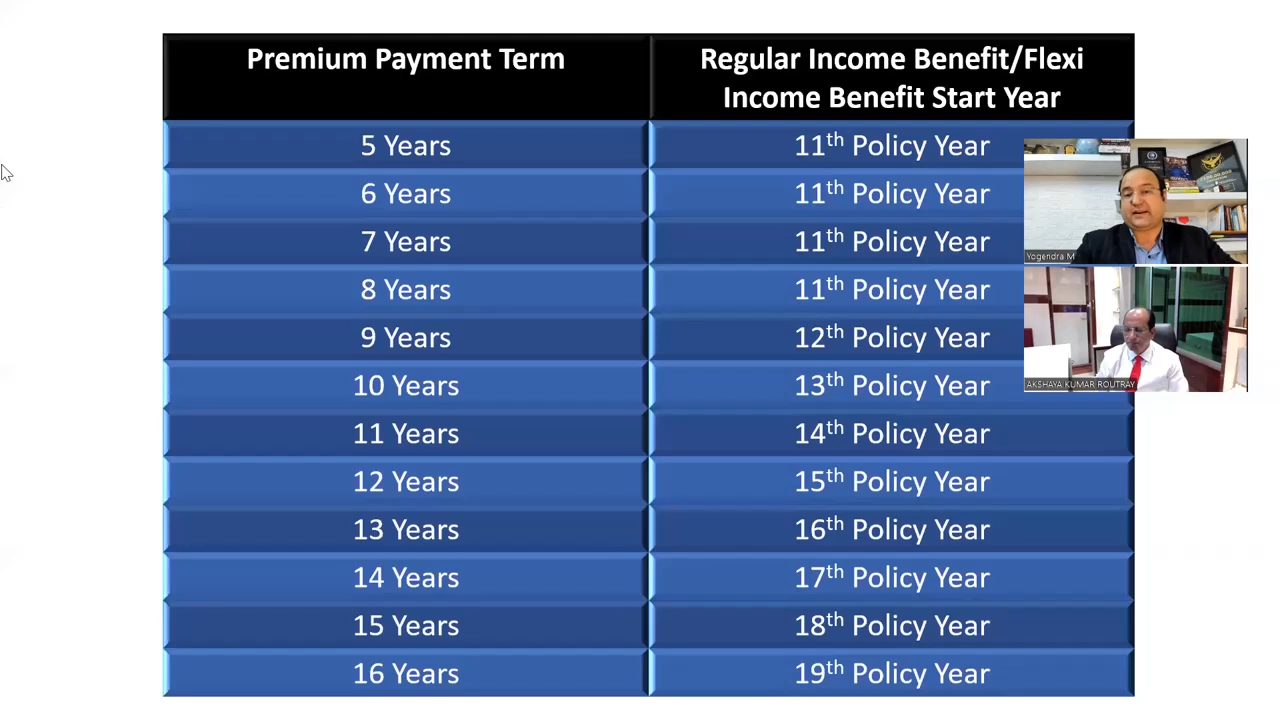 Premium Payment Term
Regular Income Benefit/Flexi
Income Benefit Start Year
5 Years 11th Policy Year
6 Years 11th Policy Year
7 Years 11th Policy Year
8 Years 11th Policy Year
9 Years 12th Policy Year
10 Years 13th Policy Year
11 Years 14th Policy Year
12 Years 15th Policy Year
13 Years 16th Policy Year
14 Years 17th Policy Year
15 Years 18th Policy Year
16 Years 19th Policy Year
Yogendra M
AKSHAYA KUMAR ROUTRAY